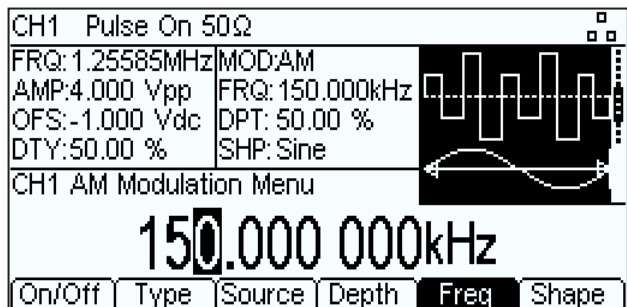 CH1 Pulse On 50Ω
FRQ:1.25585MHz
AMP:4.000 Vpp
OFS:-1.000 Vdc
DTY:50.00 %
MOD:AM
FRQ:150.000kHz
DPT: 50.00 %
SHP: Sine
CH1 AM Modulation Menu
150.000 000kHz
On/Off Type Source Depth Freq Shape